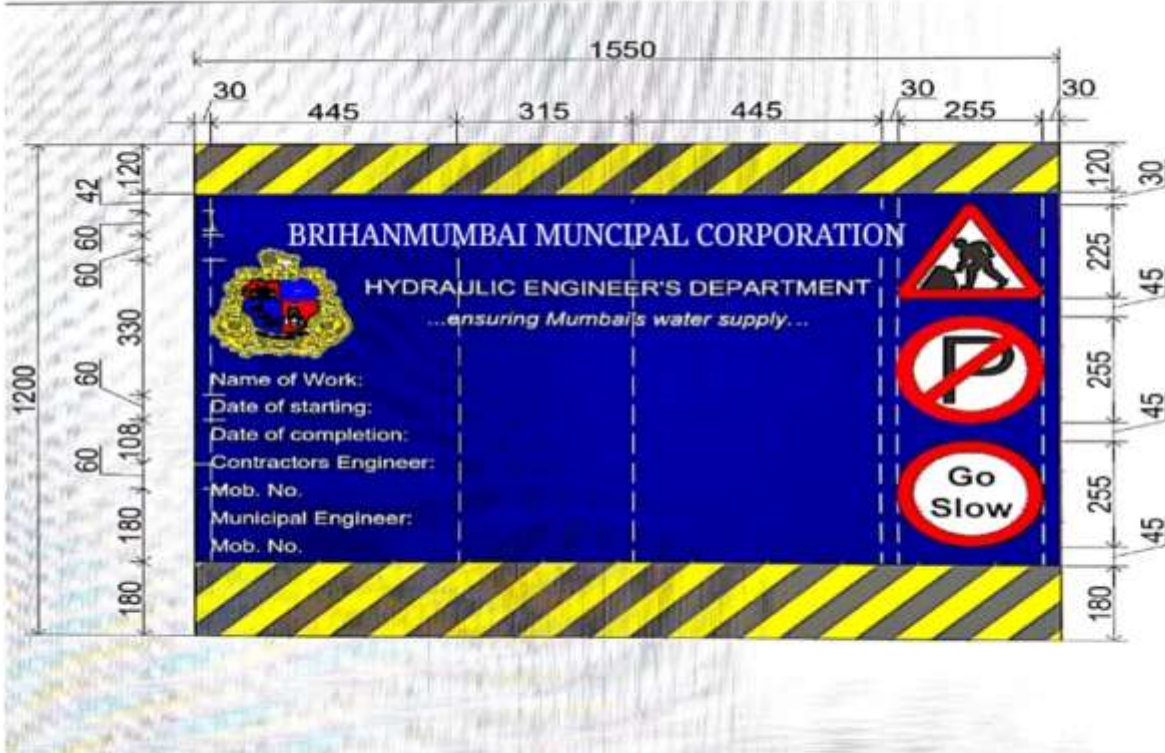 1550
30 445 315 445 30 255 30
120
42
60
60
330
60
108
60
180
180
1200
BRIHANMUMBAI MUNCIPAL CORPORATION
HYDRAULIC ENGINEER'S DEPARTMENT
...ensuring Mumbai's water supply...
Name of Work:
Date of starting:
Date of completion:
Contractors Engineer:
Mob. No.
Municipal Engineer:
Mob. No.
P
Go
Slow
120
30
225
45
255
45
255
45
180